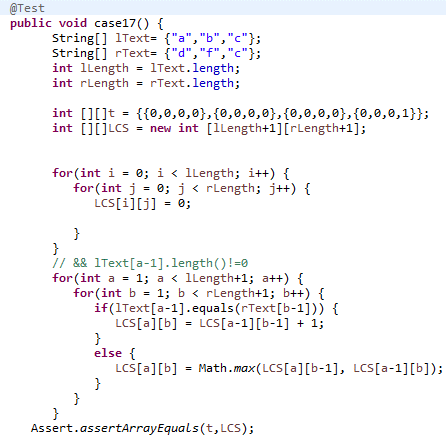 @Test
public void case17() {
String[] lText= {"a","b","c"};
String[] rText= {"d","f","c"};
int lLength = lText.length;
int rLength = rText.length;
int [][]t = {{0,0,0,0},{0,0,0,0},{0,0,0,0},{0,0,0,1}};
int [][]LCS = new int [lLength+1][rLength+1];
for(int i = 0; i < lLength; i++) {
for(int j = 0; j < rLength; j++) {
LCS[i][j] = 0;
}
}
// && lText[a-1].length()!=0
for(int a = 1; a < lLength+1; a++) {
for(int b = 1; b < rLength+1; b++) {
if(lText[a-1].equals(rText[b-1])) {
LCS[a][b] = LCS[a-1][b-1] + 1;
}
else {
LCS[a][b] = Math.max(LCS[a][b-1], LCS[a-1][b]);
}
}
}
Assert.assertArrayEquals(t,LCS);